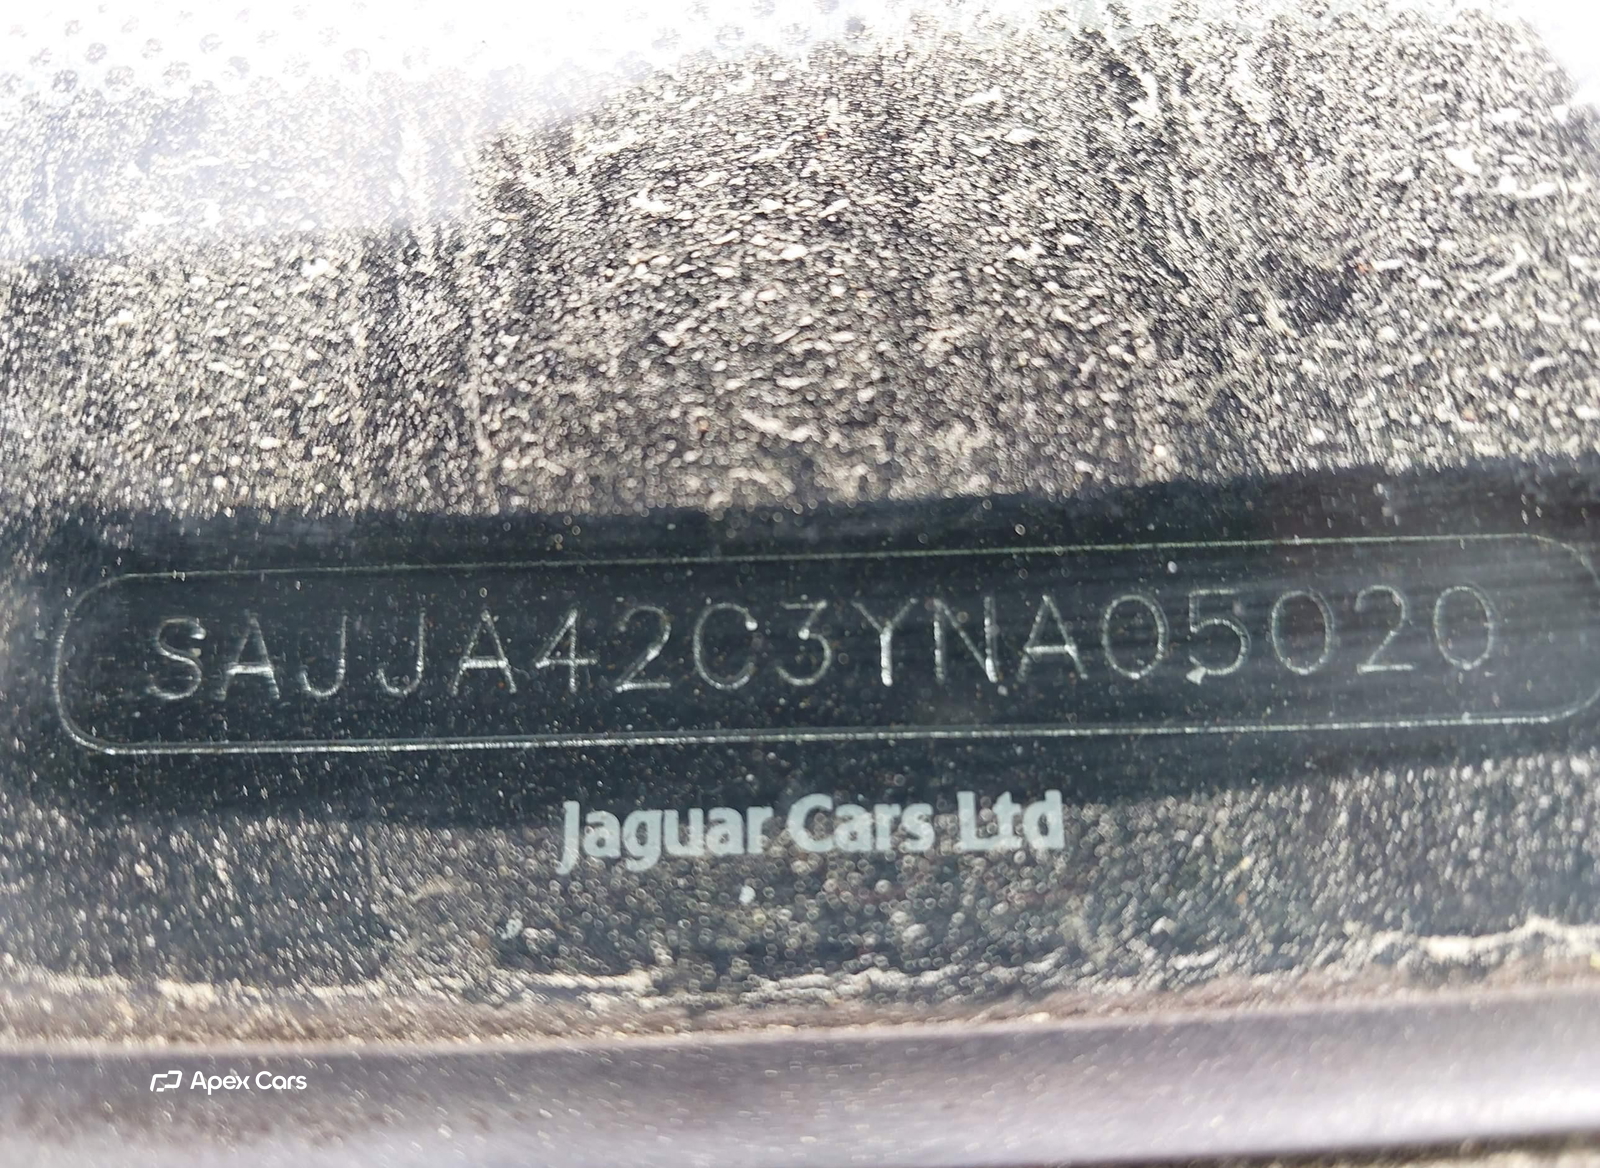 SAJJA42C3YNA05020
Jaguar Cars Ltd
Apex Cars